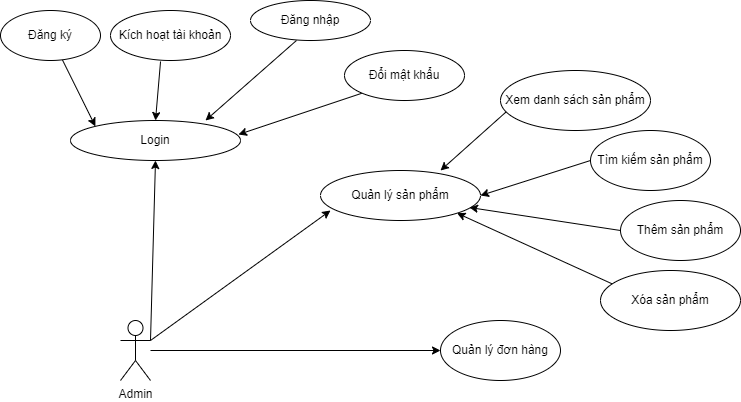 Đăng nhập
Đăng ký
Kích hoạt tài khoản
Đổi mật khẩu
Xem danh sách sản phẩm
Login
Tìm kiếm sản phẩm
Quản lý sản phẩm
Thêm sản phẩm
Xóa sản phẩm
Quản lý đơn hàng
Admin